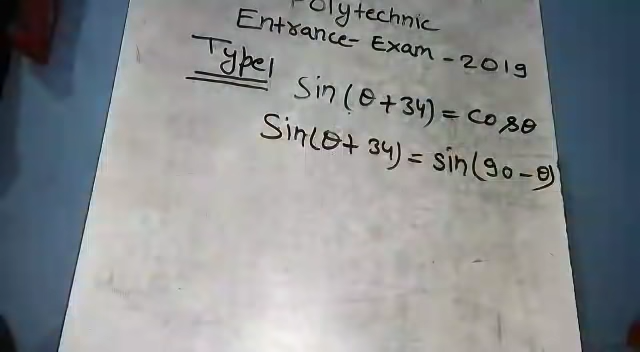 Polytechnic
Entrance- Exam - 2019
Type1
Sin(θ+34) = cosθ
Sin(θ+ 34) = sin(90-θ)